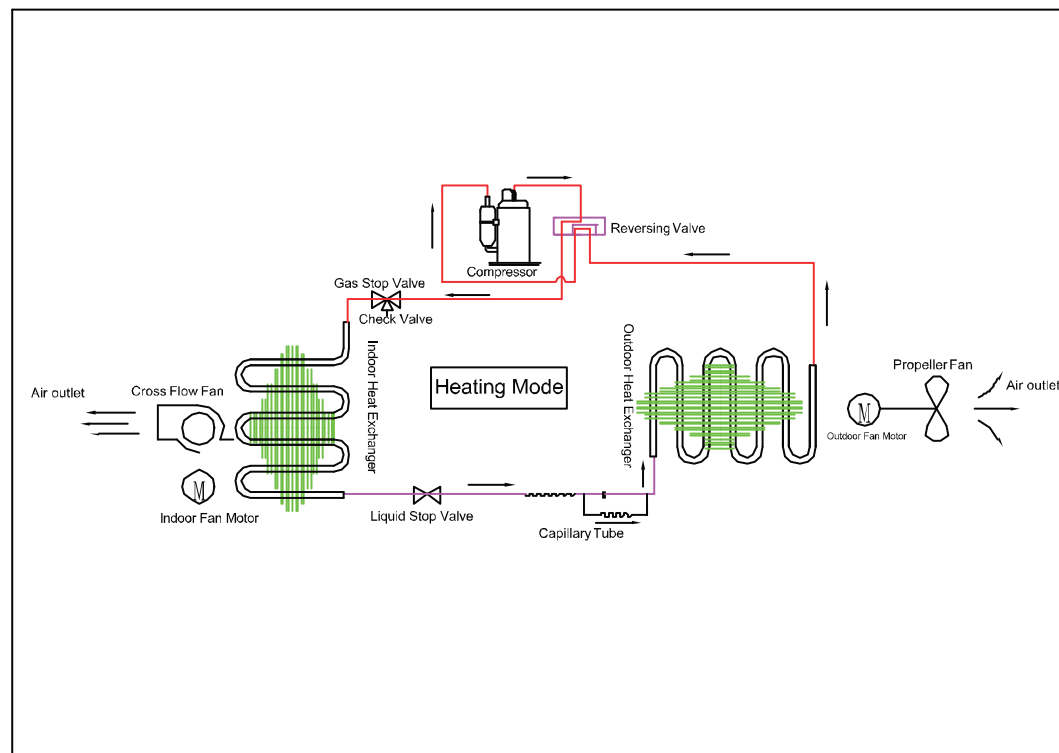 Reversing Valve
Compressor
Gas Stop Valve
Check Valve
Indoor Heat Exchanger
Outdoor Heat Exchanger
Heating Mode
Propeller Fan
Air outlet
M
Outdoor Fan Motor
Air outlet
Cross Flow Fan
M
Indoor Fan Motor
Liquid Stop Valve
Capillary Tube